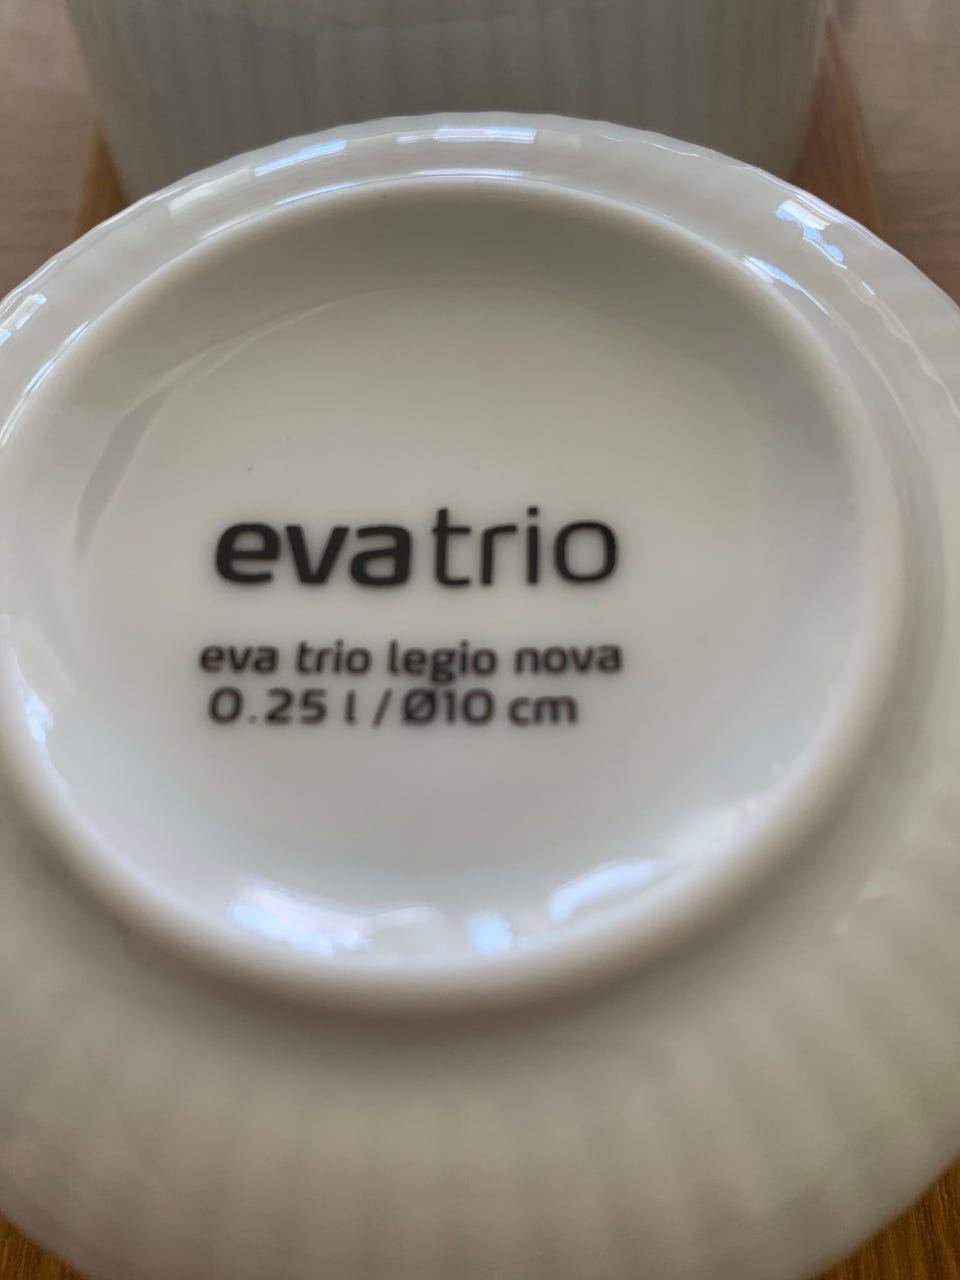 evatrio
eva trio legio nova
0.25 l / Ø10 cm